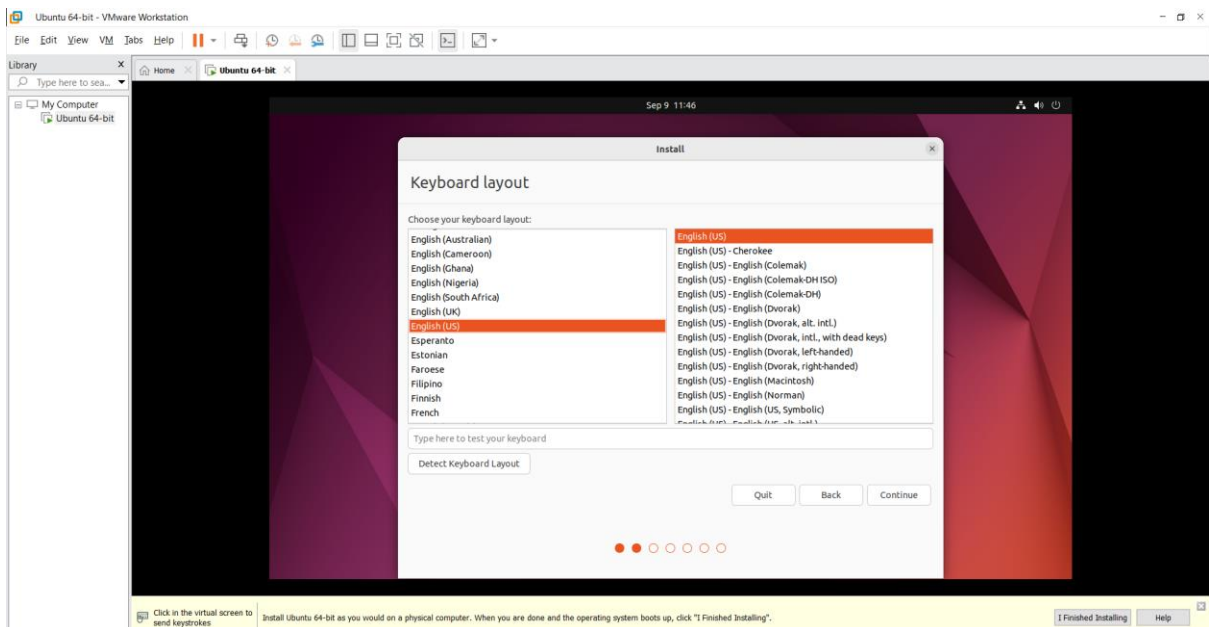 Ubuntu 64-bit - VMware Workstation
File Edit View VM Tabs Help
Library X
Type here to sea...
My Computer
Ubuntu 64-bit
Home
Ubuntu 64-bit
Sep 9 11:46
Install
Keyboard layout
Choose your keyboard layout:
English (Australian)
English (Cameroon)
English (Ghana)
English (Nigeria)
English (South Africa)
English (UK)
English (US)
Esperanto
Estonian
Faroese
Filipino
Finnish
French
English (US)
English (US) - Cherokee
English (US) - English (Colemak)
English (US) - English (Colemak-DH ISO)
English (US) - English (Colemak-DH)
English (US) - English (Dvorak)
English (US) - English (Dvorak, alt. intl.)
English (US) - English (Dvorak, intl., with dead keys)
English (US) - English (Dvorak, left-handed)
English (US) - English (Dvorak, right-handed)
English (US) - English (Macintosh)
English (US) - English (Norman)
English (US) - English (US, Symbolic)
English (US) - English (US, alt. intl.)
Type here to test your keyboard
Detect Keyboard Layout
Quit Back Continue
Click in the virtual screen to
send keystrokes
Install Ubuntu 64-bit as you would on a physical computer. When you are done and the operating system boots up, click "I Finished Installing".
I Finished Installing Help